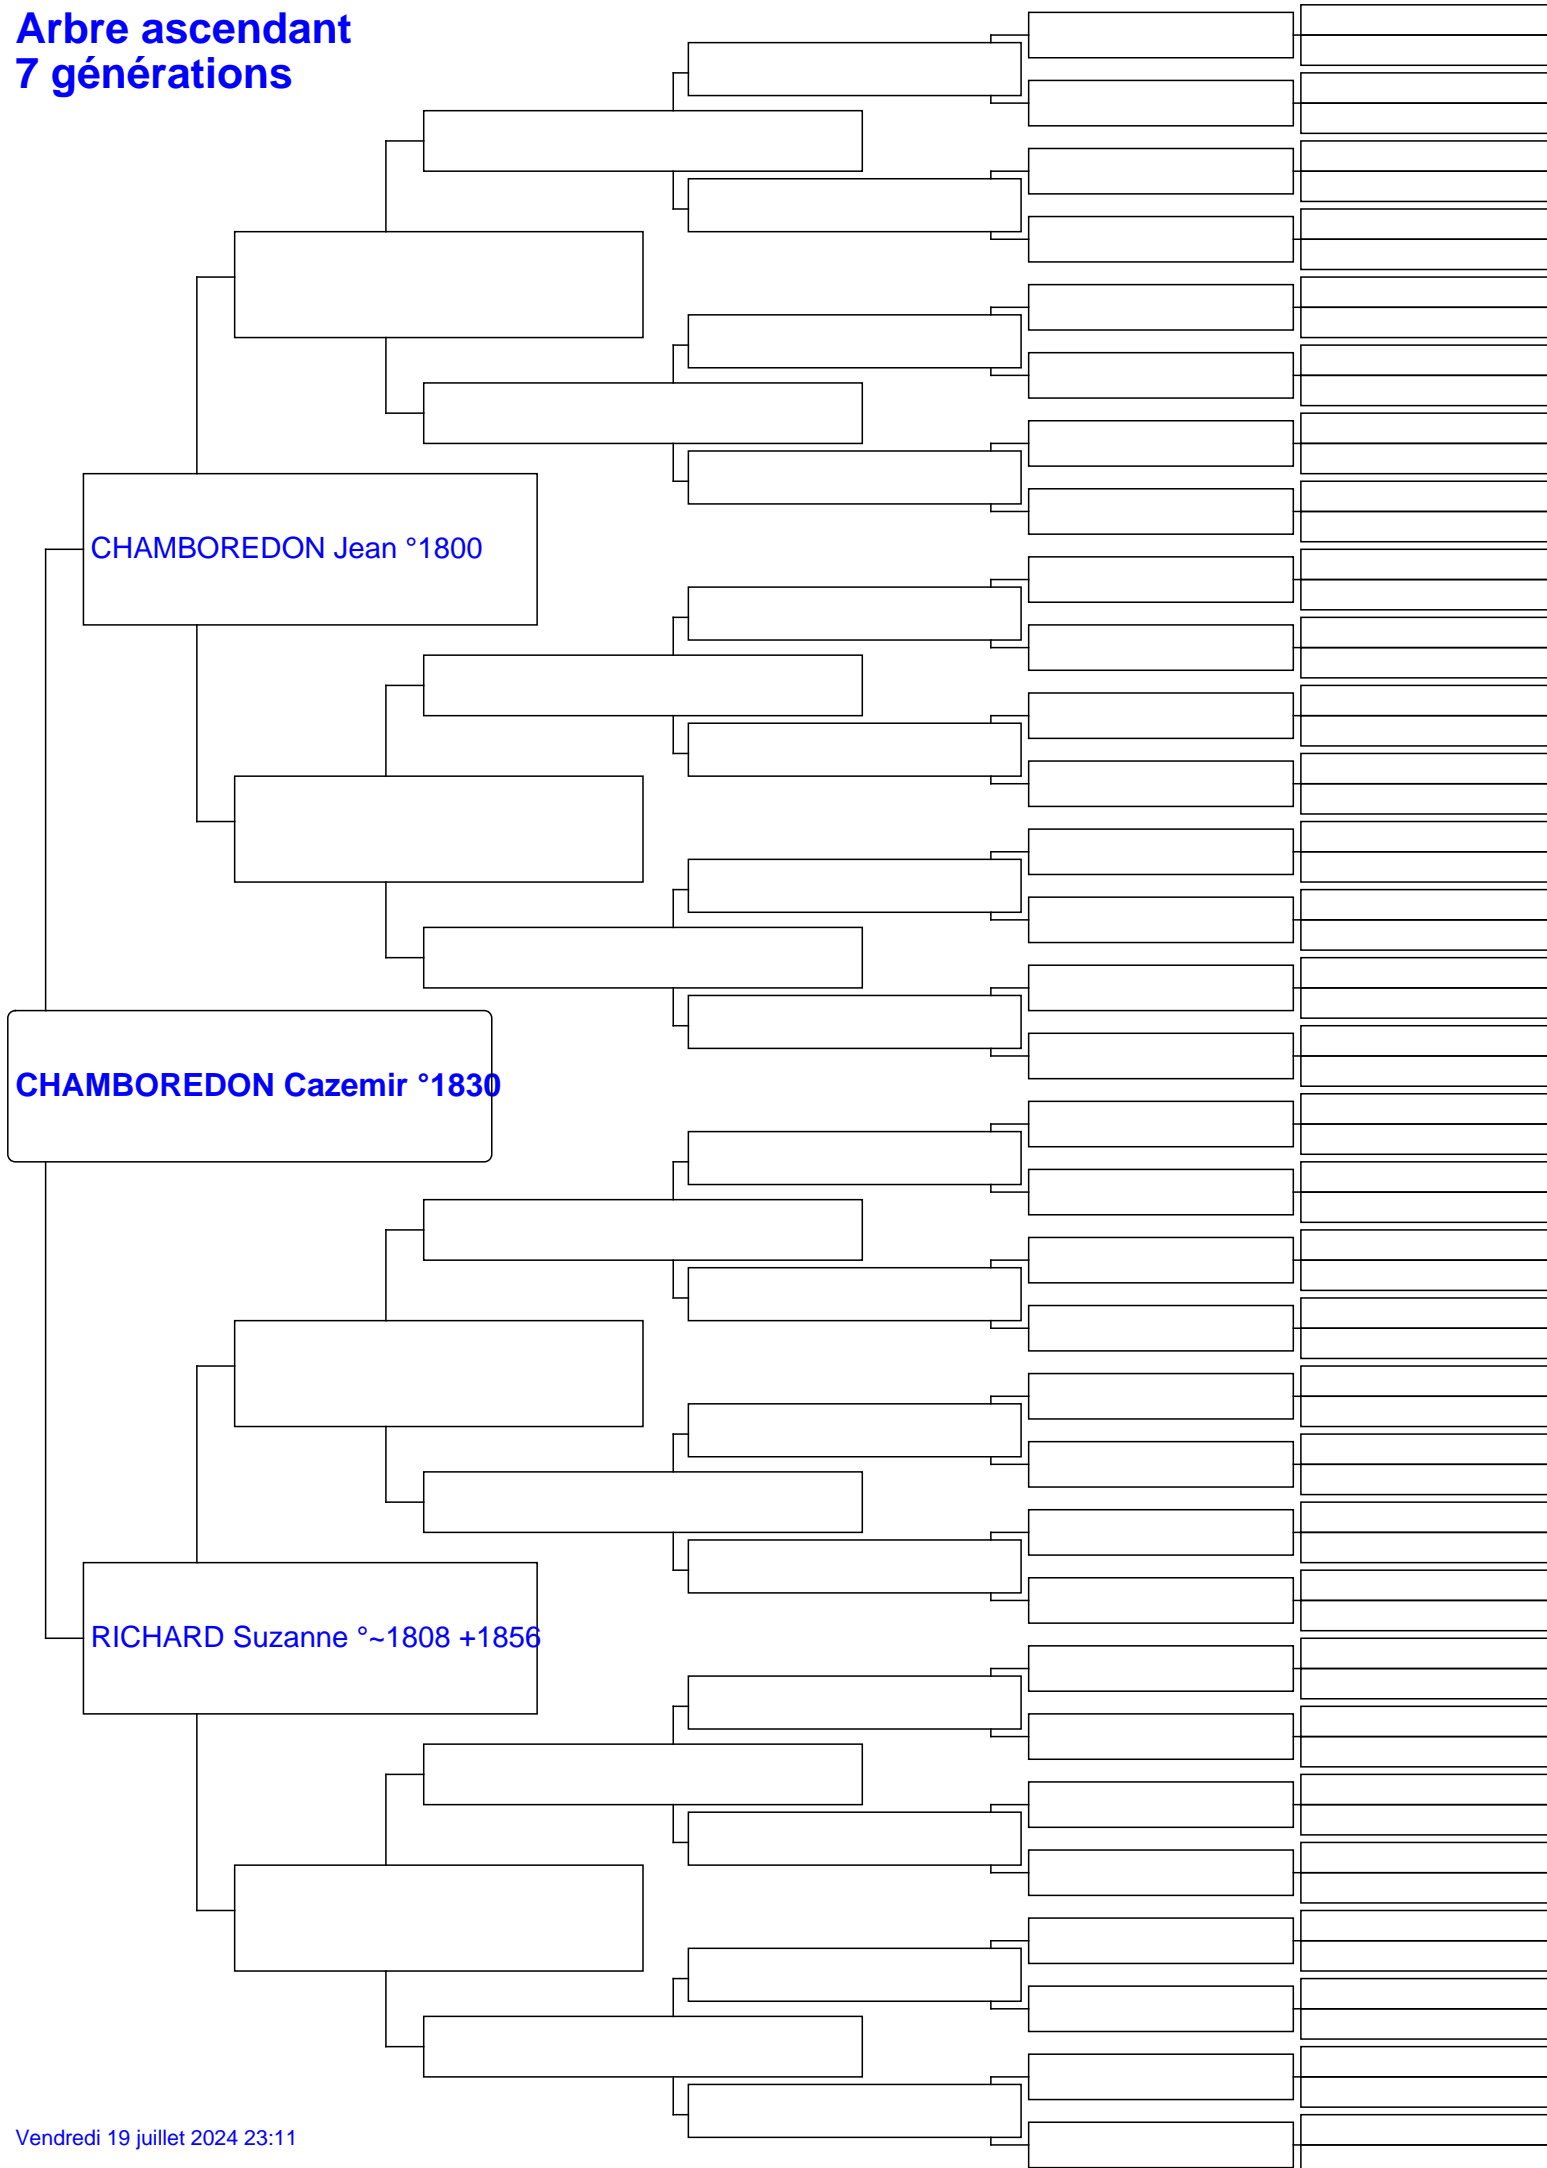 Arbre ascendant
7 générations
CHAMBOREDON Jean °1800
CHAMBOREDON Cazemir °1830
RICHARD Suzanne °~1808 +1856
Vendredi 19 juillet 2024 23:11